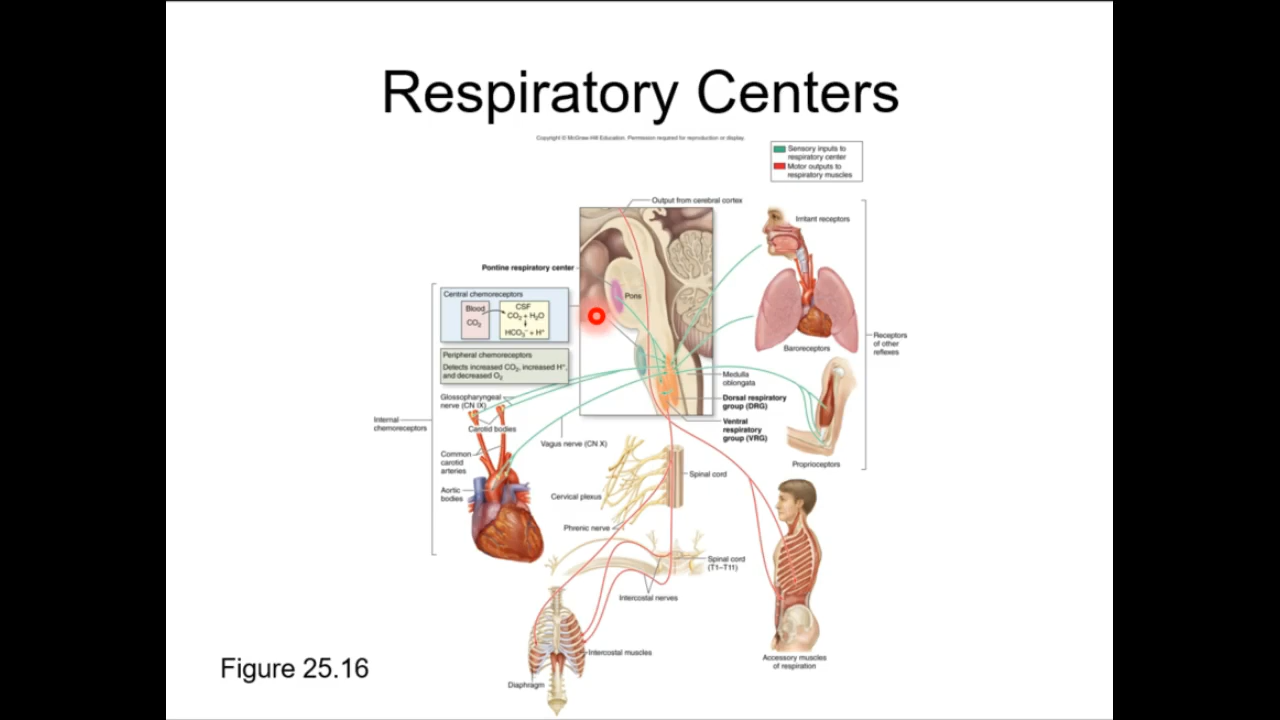 Respiratory Centers
Copyright © McGraw-Hill Education. Permission required for reproduction or display.
Sensory inputs to
respiratory center
Motor outputs to
respiratory muscles
Output from cerebral cortex
Irritant receptors
Pontine respiratory center
Pons
Central chemoreceptors
Blood
CO₂
CSF
CO₂ + H₂O
HCO₃⁻ + H⁺
Peripheral chemoreceptors
Detects increased CO₂, increased H⁺,
and decreased O₂
Baroreceptors
Receptors
of other
reflexes
Medulla
oblongata
Dorsal respiratory
group (DRG)
Ventral
respiratory
group (VRG)
Glossopharyngeal
nerve (CN IX)
Internal
chemoreceptors
Carotid bodies
Vagus nerve (CN X)
Common
carotid
arteries
Aortic
bodies
Proprioceptors
Spinal cord
Cervical plexus
Phrenic nerve
Spinal cord
(T1–T11)
Intercostal nerves
Intercostal muscles
Accessory muscles
of respiration
Diaphragm
Figure 25.16